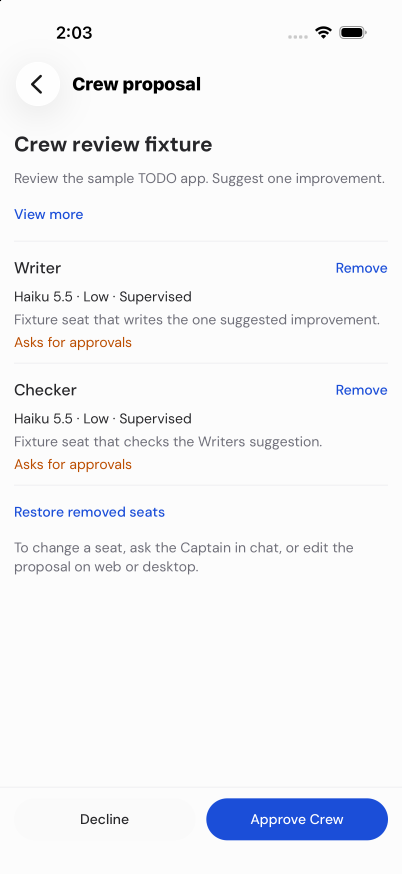 2:03
Crew proposal
Crew review fixture
Review the sample TODO app. Suggest one improvement.
View more
Writer Remove
Haiku 5.5 · Low · Supervised
Fixture seat that writes the one suggested improvement.
Asks for approvals
Checker Remove
Haiku 5.5 · Low · Supervised
Fixture seat that checks the Writers suggestion.
Asks for approvals
Restore removed seats
To change a seat, ask the Captain in chat, or edit the
proposal on web or desktop.
Decline Approve Crew